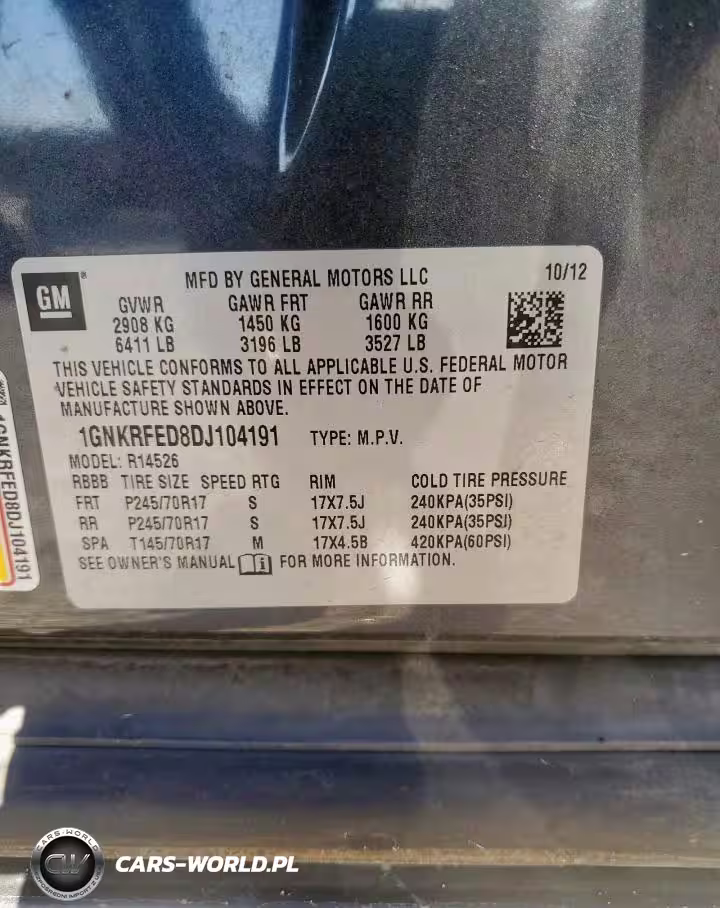 GM
®
MFD BY GENERAL MOTORS LLC
10/12
GVWR GAWR FRT GAWR RR
2908 KG 1450 KG 1600 KG
6411 LB 3196 LB 3527 LB
THIS VEHICLE CONFORMS TO ALL APPLICABLE U.S. FEDERAL MOTOR
VEHICLE SAFETY STANDARDS IN EFFECT ON THE DATE OF
MANUFACTURE SHOWN ABOVE.
1GNKRFED8DJ104191 TYPE: M.P.V.
MODEL: R14526
RBBB TIRE SIZE SPEED RTG RIM COLD TIRE PRESSURE
FRT P245/70R17 S 17X7.5J 240KPA(35PSI)
RR P245/70R17 S 17X7.5J 240KPA(35PSI)
SPA T145/70R17 M 17X4.5B 420KPA(60PSI)
SEE OWNER'S MANUAL i FOR MORE INFORMATION.
1GNKRFED8DJ104191
CARS-WORLD
CW
CARS-WORLD.PL